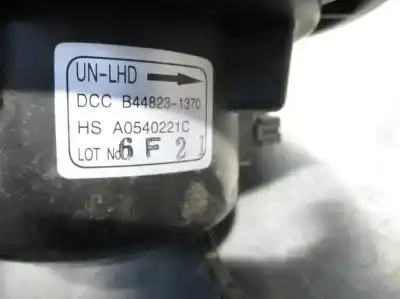 UN-LHD
DCC B44823-1370
HS A0540221C
LOT No. 6 F 2 1